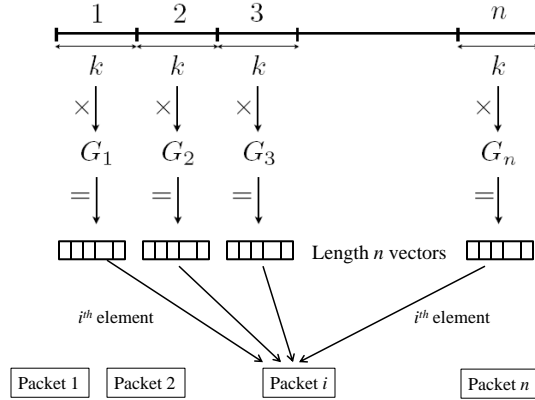 1 2 3 n
k k k k
× × × ×
G₁ G₂ G₃ Gₙ
= = = =
Length n vectors
iᵗʰ element iᵗʰ element
Packet 1 Packet 2 Packet i Packet n